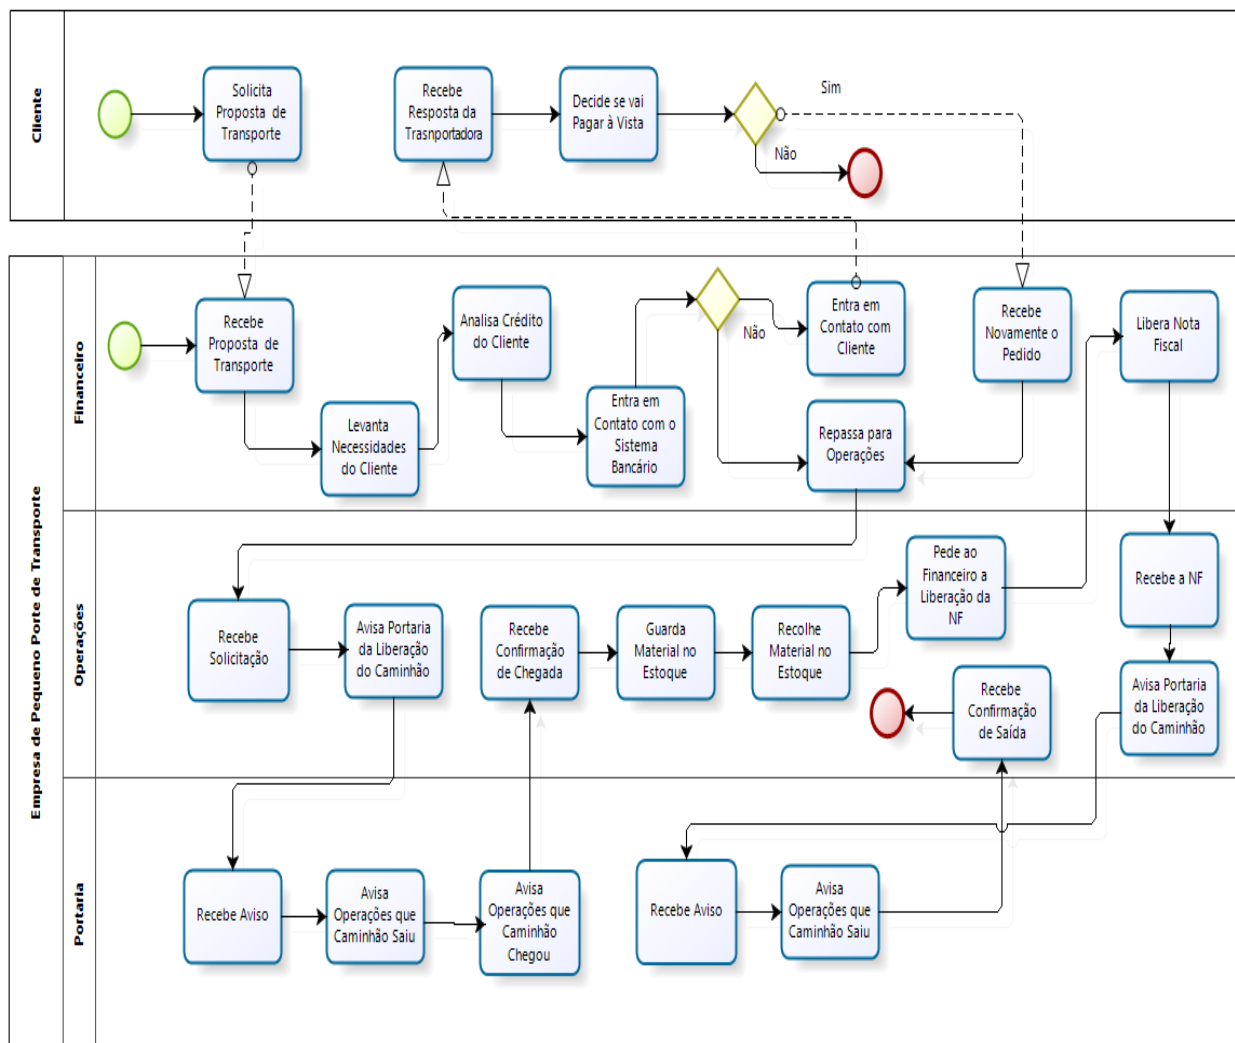 Cliente
Solicita
Proposta de
Transporte
Recebe
Resposta da
Trasnportadora
Decide se vai
Pagar à Vista
Sim
Não
Empresa de Pequeno Porte de Transporte
Financeiro
Recebe
Proposta de
Transporte
Levanta
Necessidades
do Cliente
Analisa Crédito
do Cliente
Entra em
Contato com o
Sistema
Bancário
Não
Entra em
Contato com
Cliente
Repassa para
Operações
Recebe
Novamente o
Pedido
Libera Nota
Fiscal
Operações
Recebe
Solicitação
Avisa Portaria
da Liberação
do Caminhão
Recebe
Confirmação
de Chegada
Guarda
Material no
Estoque
Recolhe
Material no
Estoque
Pede ao
Financeiro a
Liberação da
NF
Recebe a NF
Avisa Portaria
da Liberação
do Caminhão
Recebe
Confirmação
de Saída
Portaria
Recebe Aviso
Avisa
Operações que
Caminhão Saiu
Avisa
Operações que
Caminhão
Chegou
Recebe Aviso
Avisa
Operações que
Caminhão Saiu